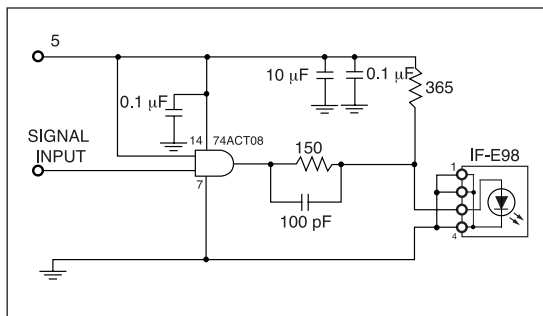 5
10 µF
0.1 µF
365
0.1 µF
SIGNAL
INPUT
14
74ACT08
7
150
100 pF
IF-E98
1
4